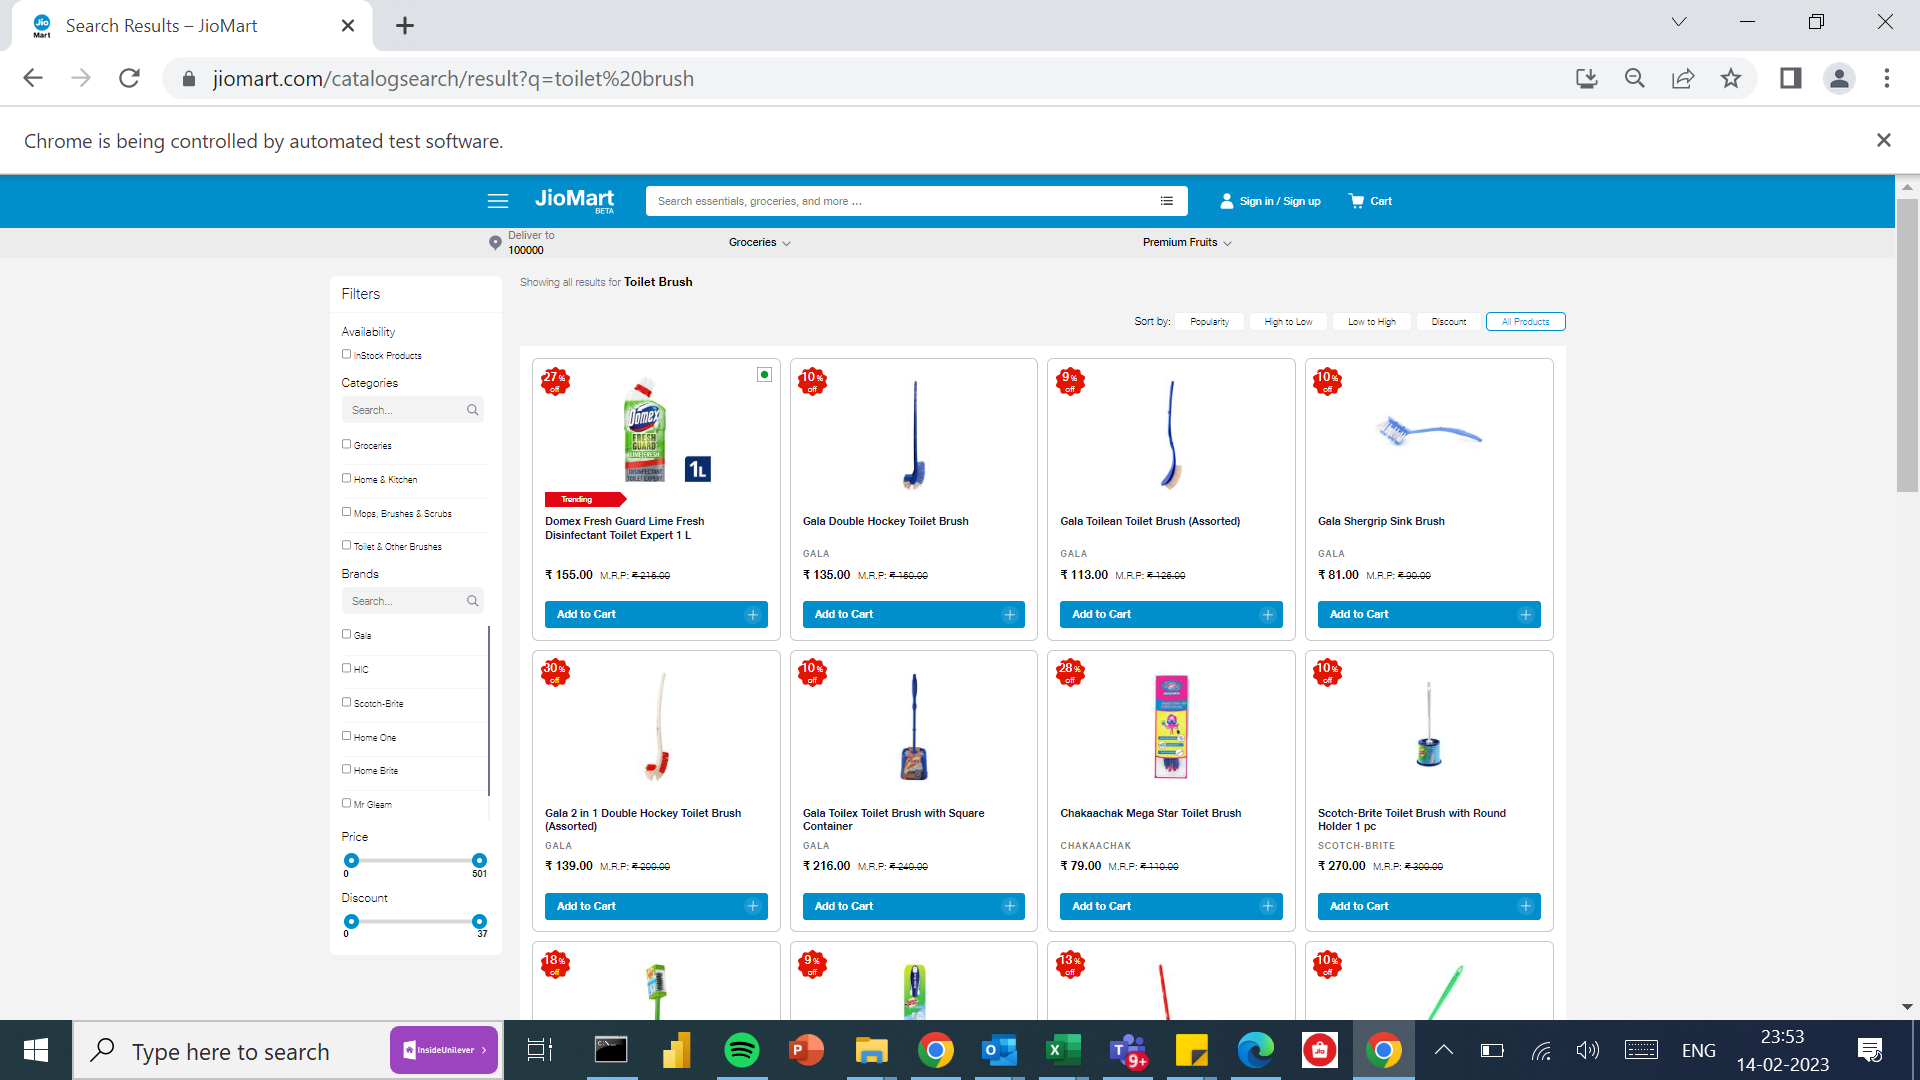 Search Results – JioMart
jiomart.com/catalogsearch/result?q=toilet%20brush
Chrome is being controlled by automated test software.
JioMart
BETA
Search essentials, groceries, and more ...
Sign in / Sign up
Cart
Deliver to
100000
Groceries
Premium Fruits
Showing all results for Toilet Brush
Sort by:
Popularity
High to Low
Low to High
Discount
All Products
Filters
Availability
InStock Products
Categories
Search...
Groceries
Home & Kitchen
Mops, Brushes & Scrubs
Toilet & Other Brushes
Brands
Search...
Gala
HIC
Scotch-Brite
Home One
Home Brite
Mr Gleam
Price
0
501
Discount
0
37
27% off
Domex
FRESH
GUARD
LIME FRESH
DISINFECTANT
TOILET EXPERT
1L
Trending
Domex Fresh Guard Lime Fresh
Disinfectant Toilet Expert 1 L
₹ 155.00 M.R.P: ₹ 215.00
Add to Cart
10% off
Gala Double Hockey Toilet Brush
GALA
₹ 135.00 M.R.P: ₹ 150.00
Add to Cart
9% off
Gala Toilean Toilet Brush (Assorted)
GALA
₹ 113.00 M.R.P: ₹ 125.00
Add to Cart
10% off
Gala Shergrip Sink Brush
GALA
₹ 81.00 M.R.P: ₹ 90.00
Add to Cart
30% off
Gala 2 in 1 Double Hockey Toilet Brush
(Assorted)
GALA
₹ 139.00 M.R.P: ₹ 200.00
Add to Cart
10% off
Gala Toilex Toilet Brush with Square
Container
GALA
₹ 216.00 M.R.P: ₹ 240.00
Add to Cart
28% off
Chakaachak Mega Star Toilet Brush
CHAKAACHAK
₹ 79.00 M.R.P: ₹ 110.00
Add to Cart
10% off
Scotch-Brite Toilet Brush with Round
Holder 1 pc
SCOTCH-BRITE
₹ 270.00 M.R.P: ₹ 300.00
Add to Cart
18% off
9% off
13% off
10% off
Type here to search
InsideUnilever
9+
ENG
23:53
14-02-2023